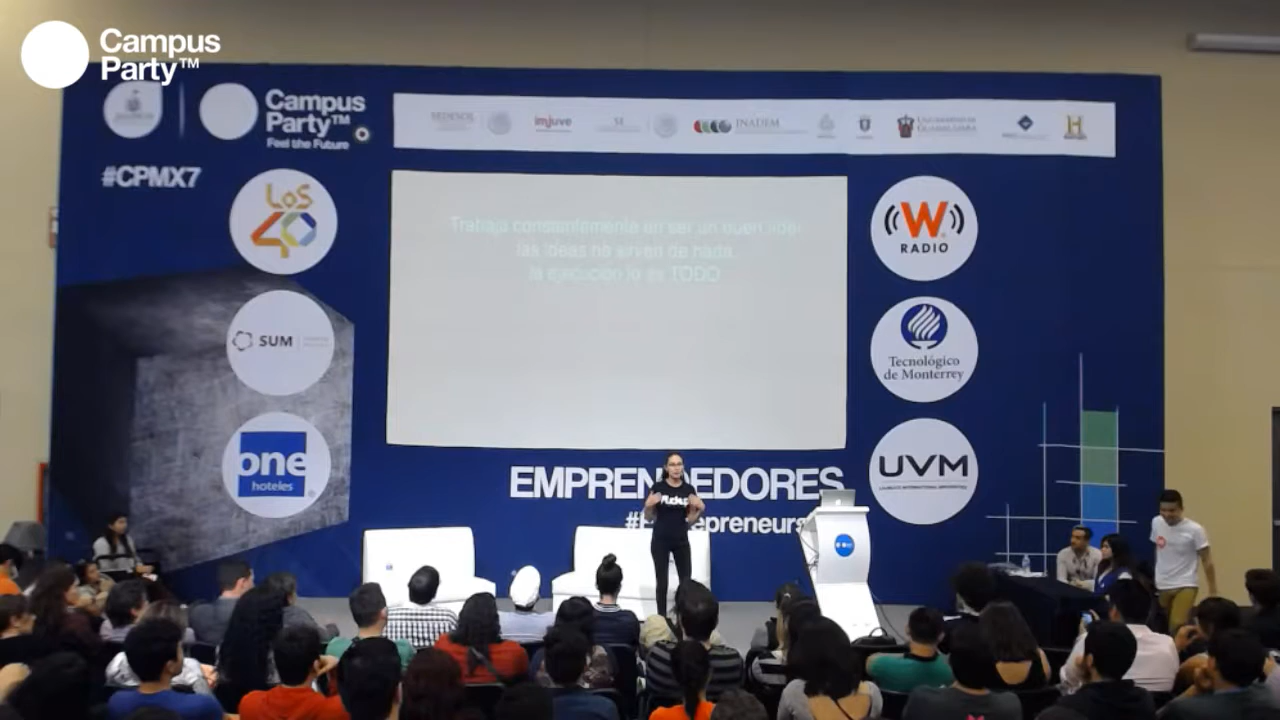 Campus
Party™
Campus
Party™
Feel the Future
#CPMX7
SEDESOL
imjuve
INADEM
LOS
40
W
RADIO
SUM
Tecnológico
de Monterrey
one
hoteles
UVM
Trabaja constantemente en ser un buen líder
las ideas no sirven de nada,
la ejecución lo es TODO
EMPRENDEDORES